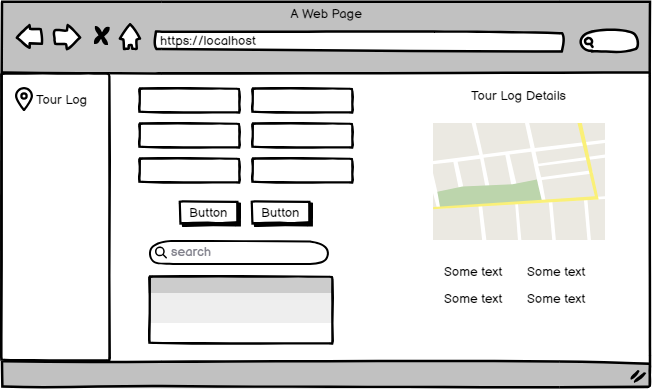 A Web Page
https://localhost
Tour Log
Tour Log Details
Button Button
search
Some text Some text
Some text Some text